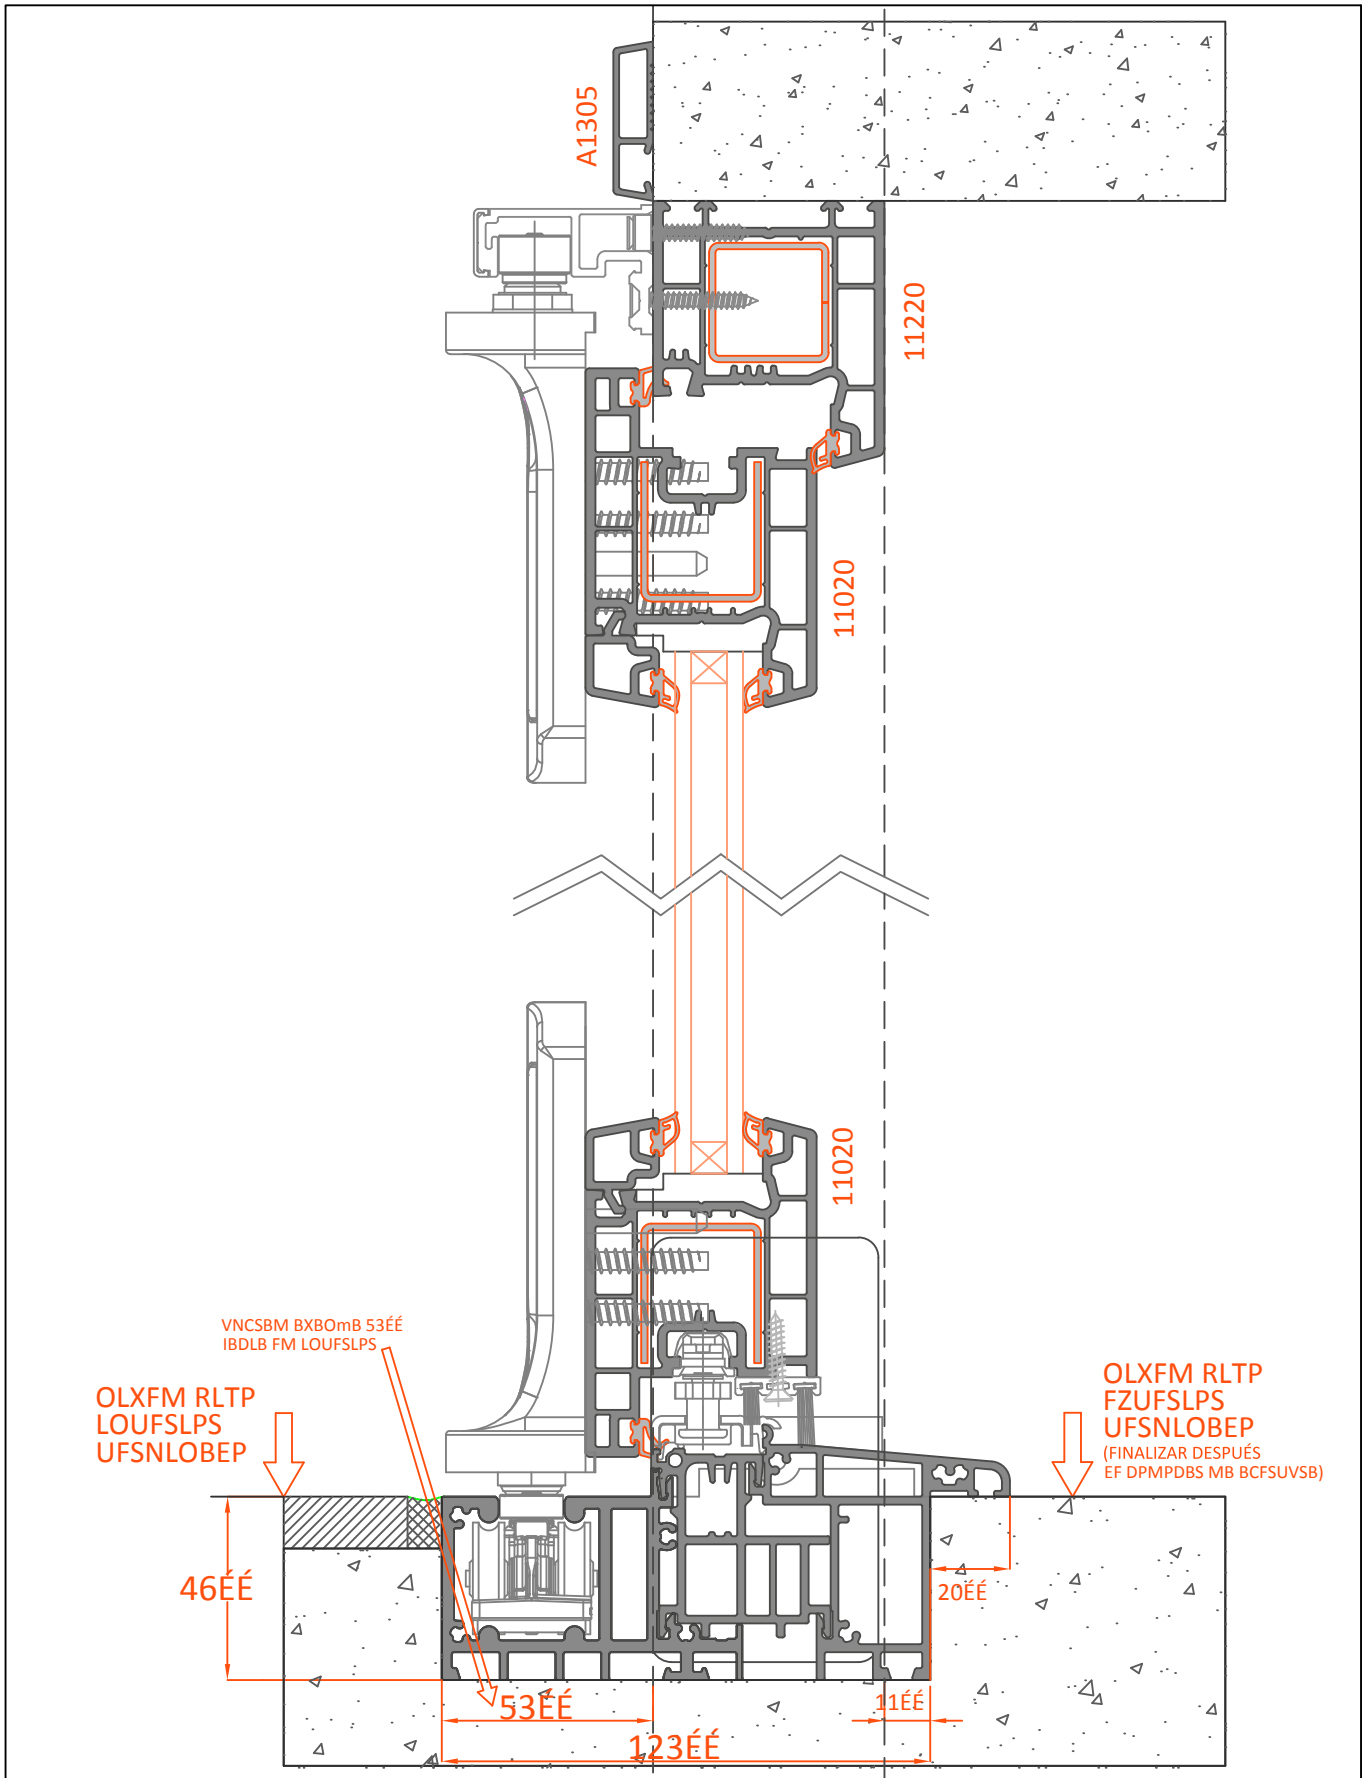 A1305
11220
11020
11020
VNCSBM BXBOmB 53ÉÉ
IBDLB FM LOUFSLPS
OLXFM RLTP
LOUFSLPS
UFSNLOBEP
OLXFM RLTP
FZUFSLPS
UFSNLOBEP
(FINALIZAR DESPUÉS
EF DPMPDBS MB BCFSUVSB)
46ÉÉ
20ÉÉ
53ÉÉ
11ÉÉ
123ÉÉ